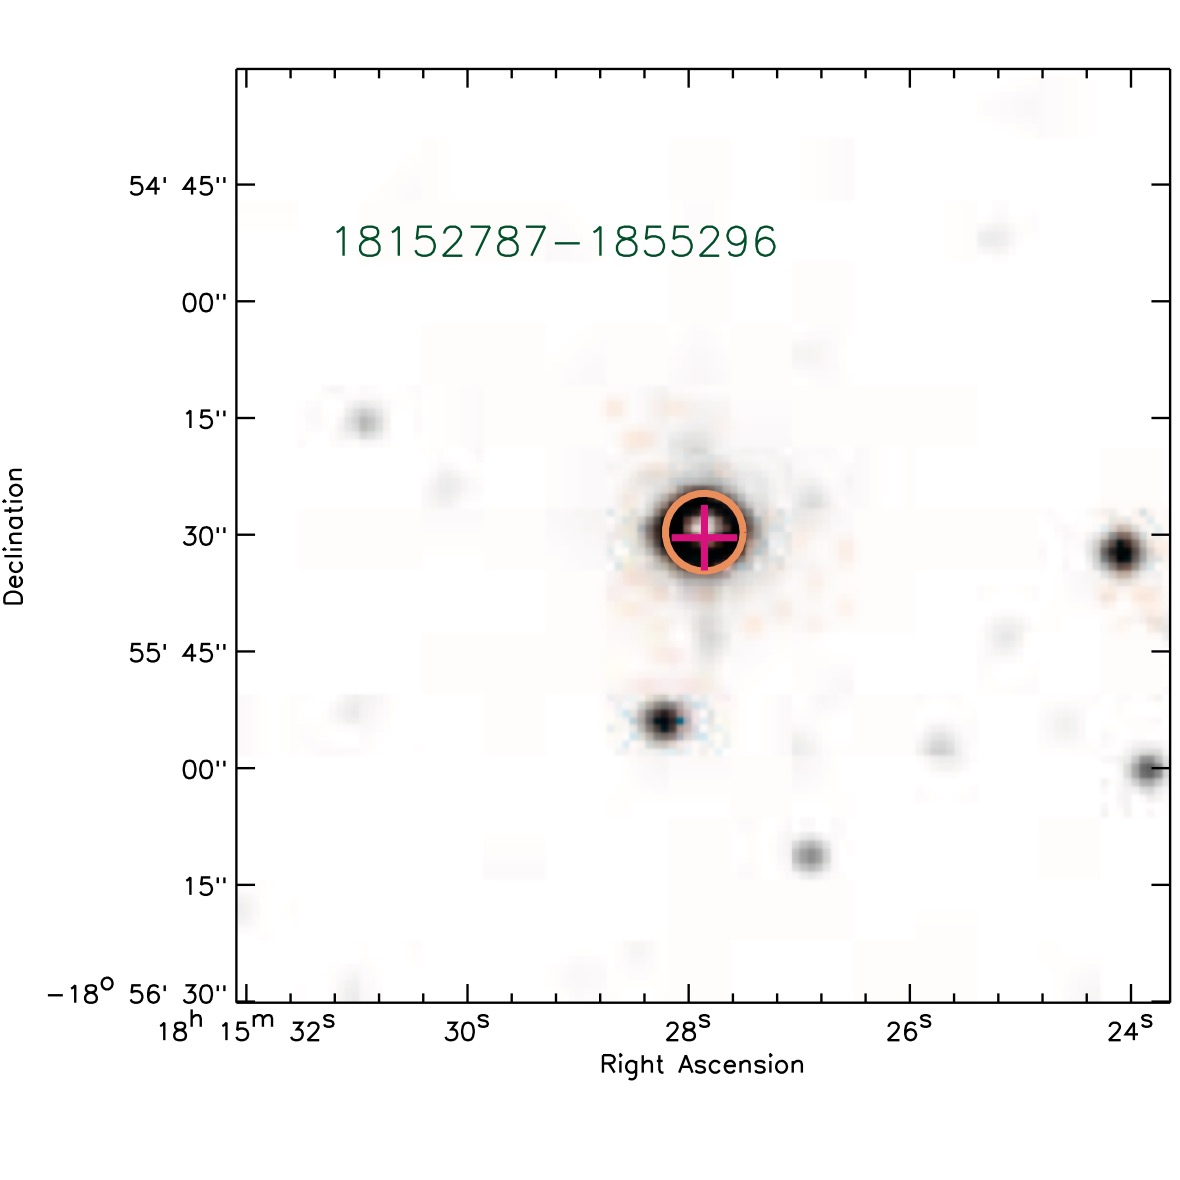 54' 45"
18152787-1855296
00"
15"
30"
55' 45"
00"
15"
-18° 56' 30"
18h 15m 32s 30s 28s 26s 24s
Right Ascension
Declination